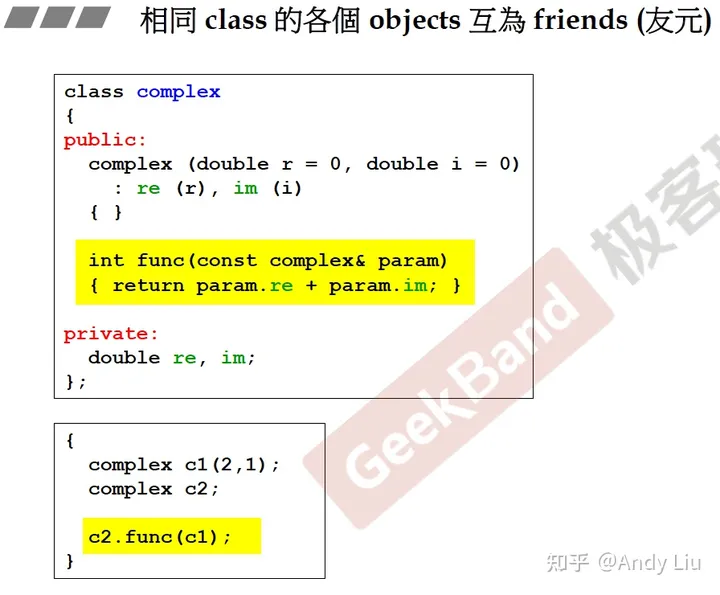 相同 class 的各個 objects 互為 friends (友元)
class complex
{
public:
  complex (double r = 0, double i = 0)
    : re (r), im (i)
  { }
  int func(const complex& param)
  { return param.re + param.im; }
private:
  double re, im;
};
{
  complex c1(2,1);
  complex c2;
  c2.func(c1);
}
GeekBand
极客
知乎 @Andy Liu